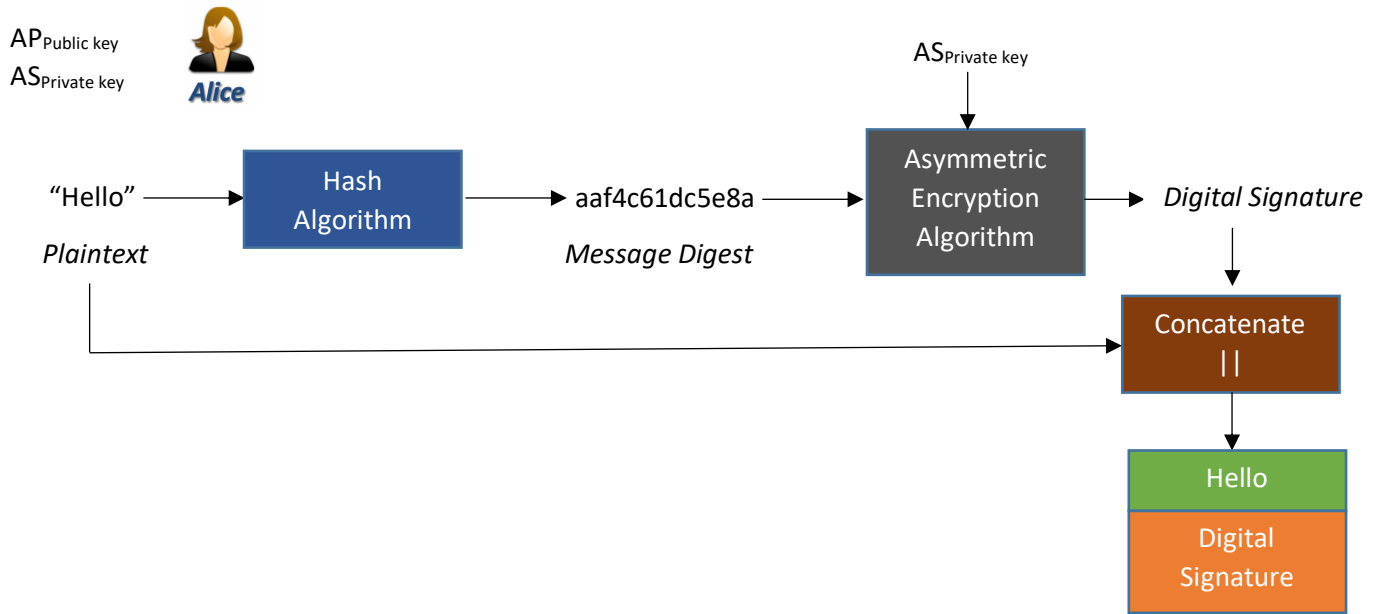 AP Public key
AS Private key
Alice
AS Private key
“Hello”
Plaintext
Hash
Algorithm
aaf4c61dc5e8a
Message Digest
Asymmetric
Encryption
Algorithm
Digital Signature
Concatenate
||
Hello
Digital
Signature